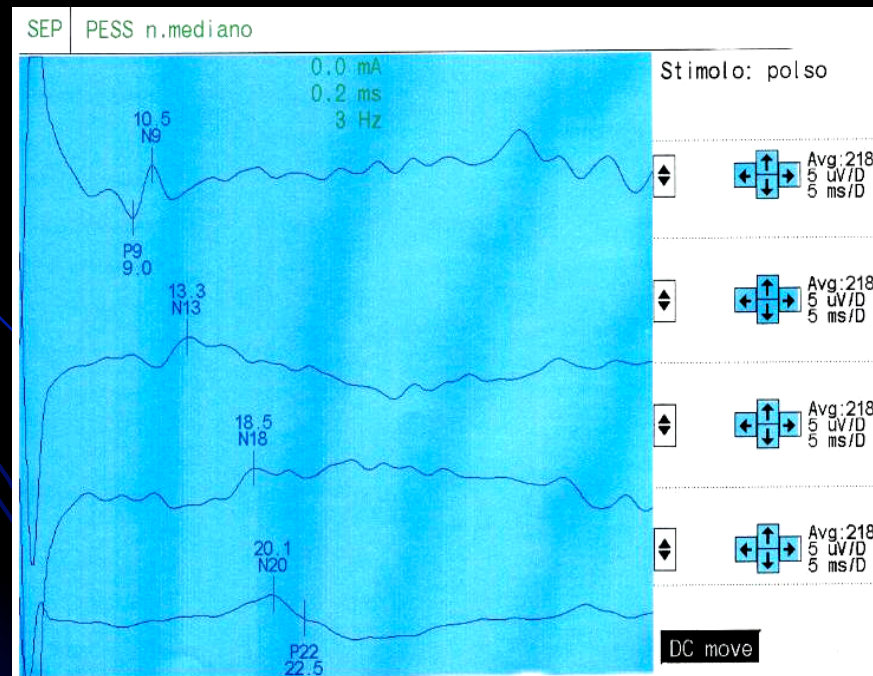 SEP PESS n.mediano
0.0 mA
0.2 ms
3 Hz
Stimolo: polso
10.5
N9
P9
9.0
Avg:218
5 uV/D
5 ms/D
13.3
N13
Avg:218
5 uV/D
5 ms/D
18.5
N18
Avg:218
5 uV/D
5 ms/D
20.1
N20
P22
22.5
Avg:218
5 uV/D
5 ms/D
DC move